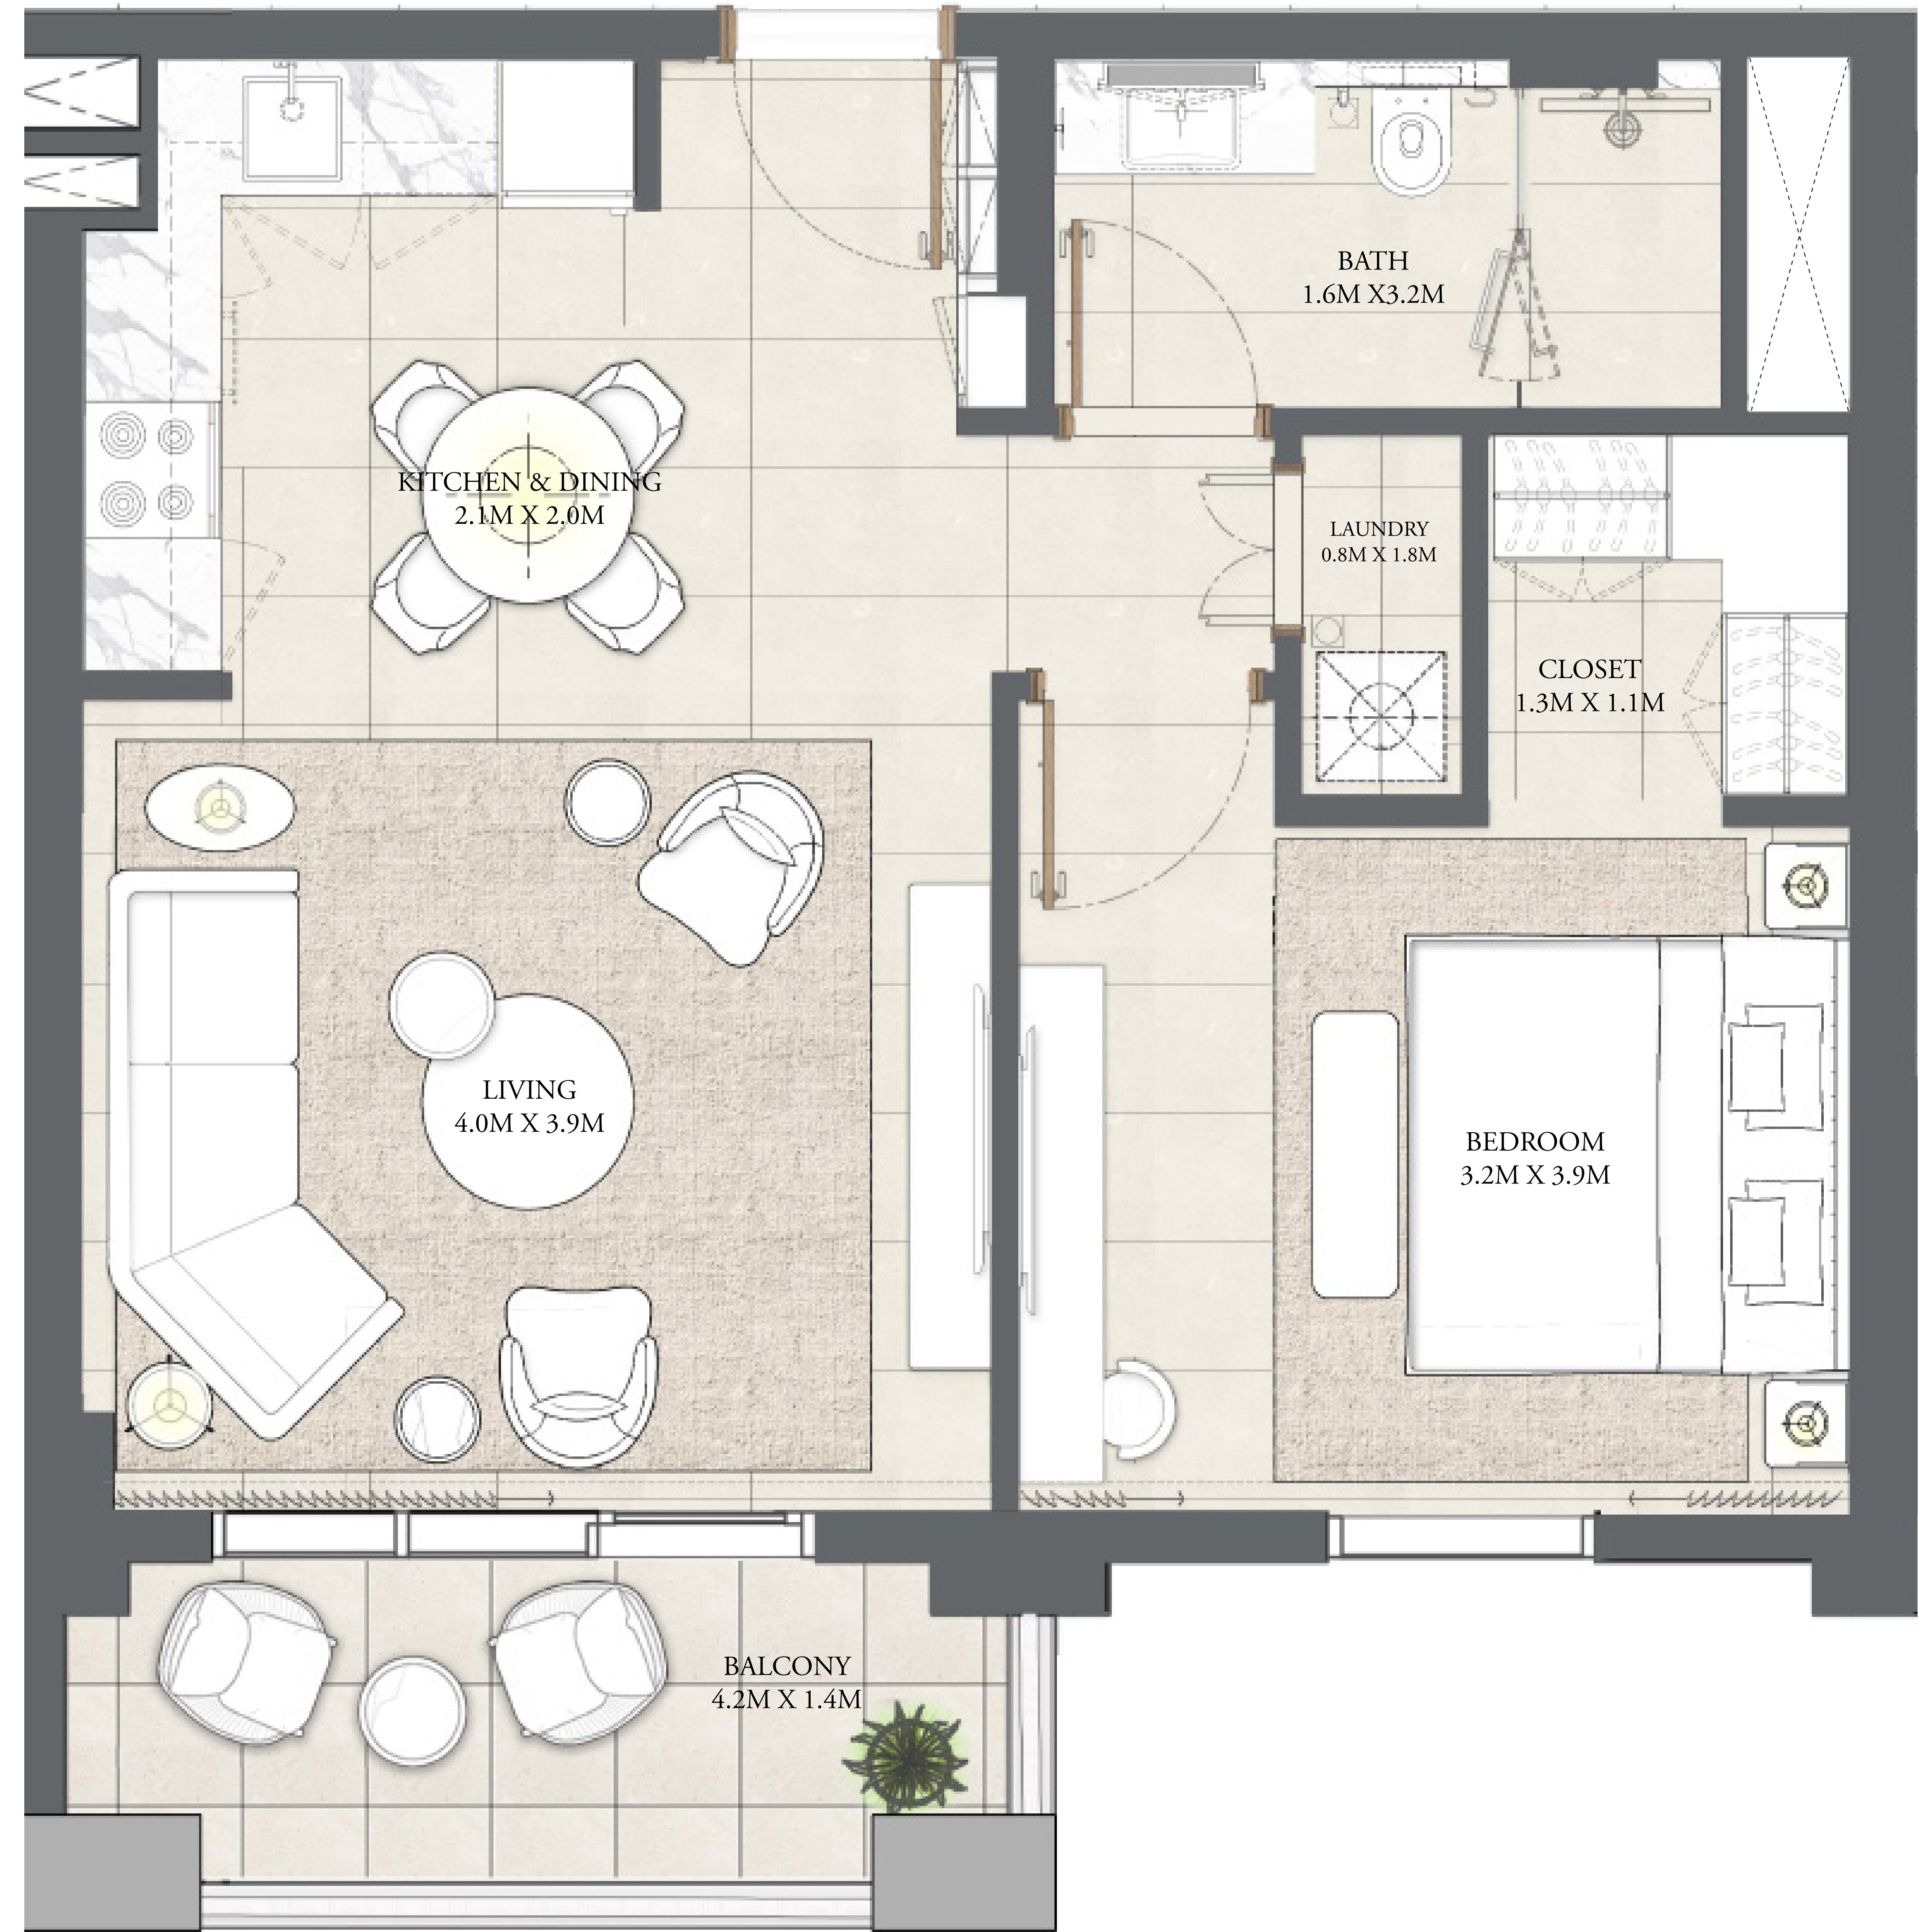 BATH
1.6M X3.2M
KITCHEN & DINING
2.1M X 2.0M
LAUNDRY
0.8M X 1.8M
CLOSET
1.3M X 1.1M
LIVING
4.0M X 3.9M
BEDROOM
3.2M X 3.9M
BALCONY
4.2M X 1.4M